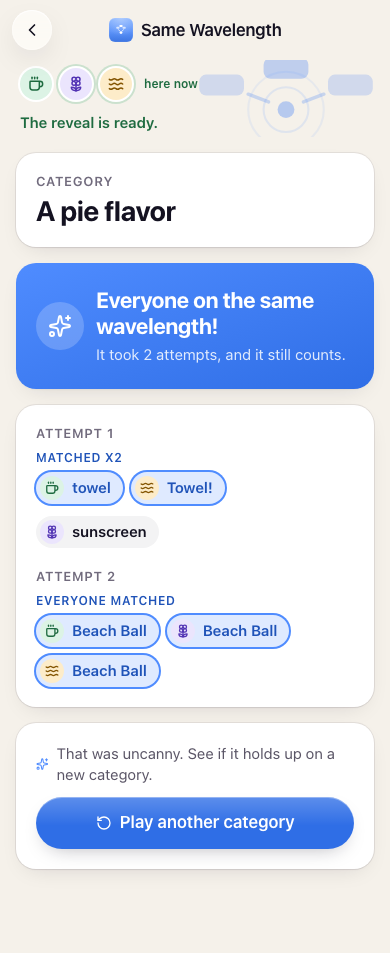 Same Wavelength
here now
The reveal is ready.
CATEGORY
A pie flavor
Everyone on the same
wavelength!
It took 2 attempts, and it still counts.
ATTEMPT 1
MATCHED X2
towel Towel!
sunscreen
ATTEMPT 2
EVERYONE MATCHED
Beach Ball Beach Ball
Beach Ball
That was uncanny. See if it holds up on a
new category.
Play another category